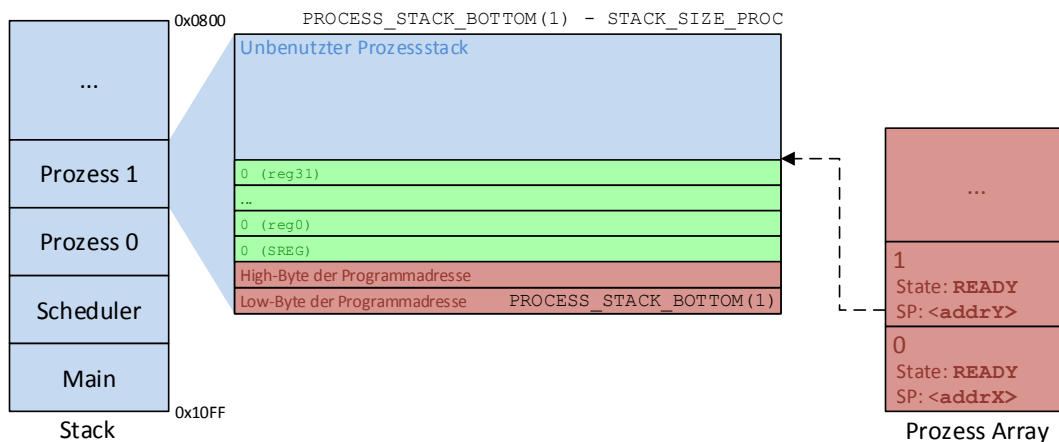 0x0800
...
Prozess 1
Prozess 0
Scheduler
Main
0x10FF
Stack
PROCESS_STACK_BOTTOM(1) - STACK_SIZE_PROC
Unbenutzter Prozessstack
0 (reg31)
...
0 (reg0)
0 (SREG)
High-Byte der Programmadresse
Low-Byte der Programmadresse PROCESS_STACK_BOTTOM(1)
...
1
State: READY
SP: <addrY>
0
State: READY
SP: <addrX>
Prozess Array